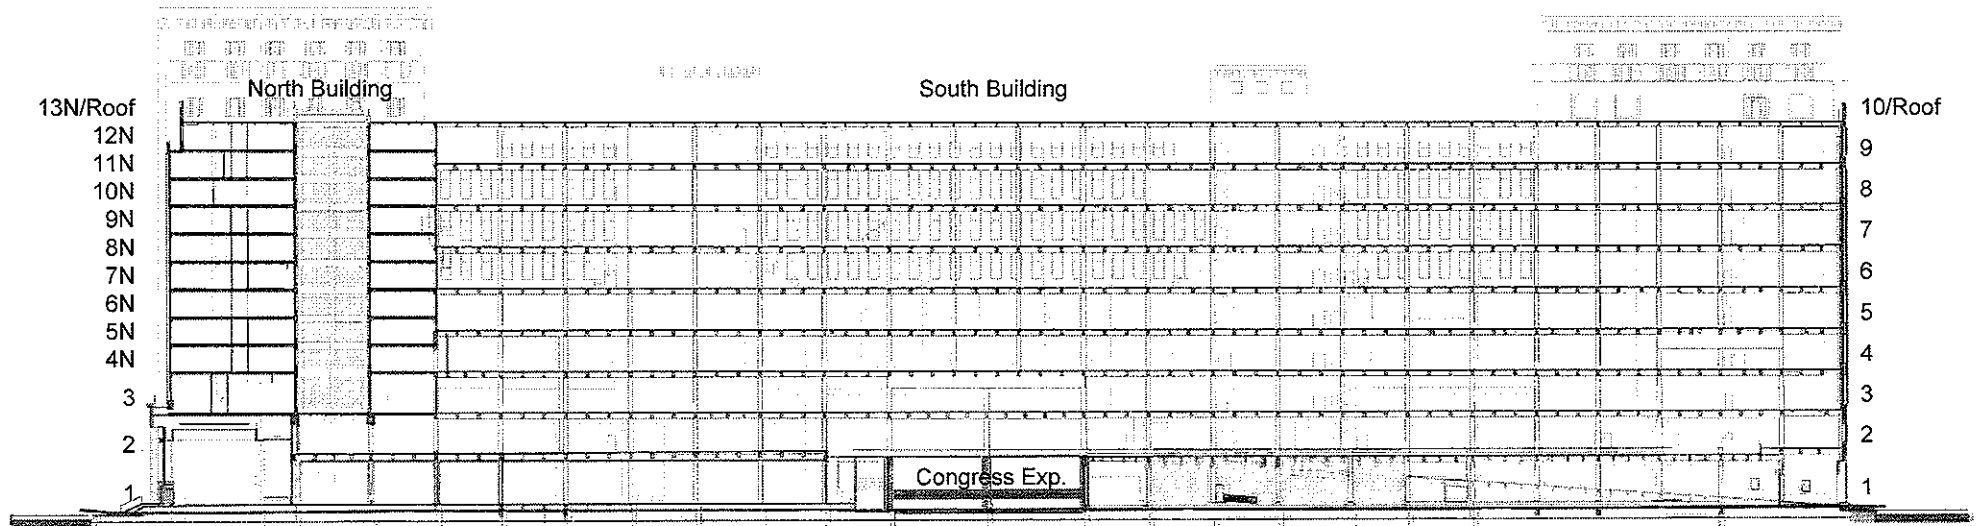 North Building
South Building
13N/Roof
12N
11N
10N
9N
8N
7N
6N
5N
4N
3
2
1
10/Roof
9
8
7
6
5
4
3
2
1
Congress Exp.